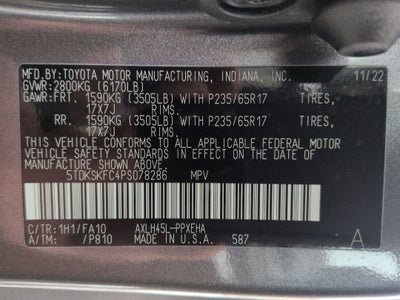 MFD. BY:TOYOTA MOTOR MANUFACTURING, INDIANA, INC. 11/22
GVWR: 2800KG (6170LB)
GAWR:FRT. 1590KG (3505LB) WITH P235/65R17 TIRES,
17X7J RIMS.
RR. 1590KG (3505LB) WITH P235/65R17 TIRES,
17X7J RIMS.
THIS VEHICLE CONFORMS TO ALL APPLICABLE FEDERAL MOTOR
VEHICLE SAFETY AND THEFT PREVENTION STANDARDS IN EFFECT ON THE DATE
OF MANUFACTURE SHOWN ABOVE.
5TDKSKFC4PS078286 MPV
C/TR: 1H1/FA10 AXLH45L-PPXEHA
A/TM: /P810 MADE IN U.S.A. 587 A